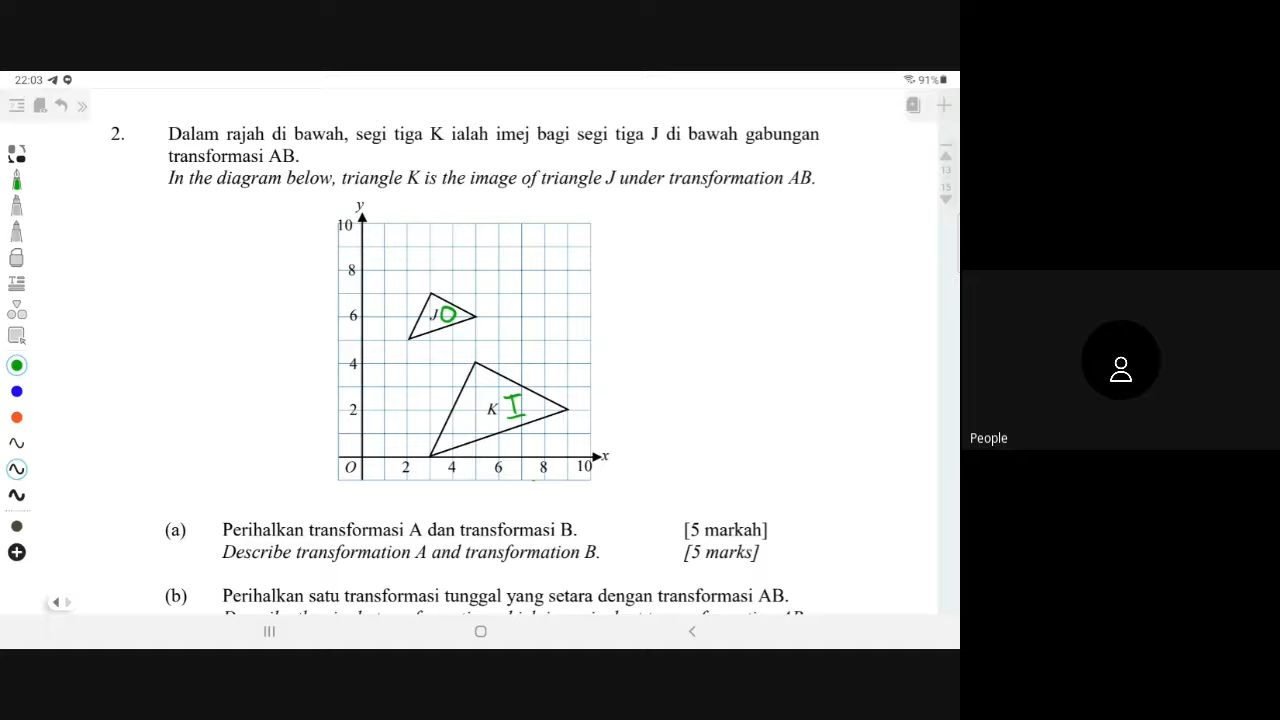 22:03
91%
13
15
2. Dalam rajah di bawah, segi tiga K ialah imej bagi segi tiga J di bawah gabungan
transformasi AB.
In the diagram below, triangle K is the image of triangle J under transformation AB.
y
10
8
6
4
2
J O
K I
O 2 4 6 8 10 x
(a) Perihalkan transformasi A dan transformasi B. [5 markah]
Describe transformation A and transformation B. [5 marks]
(b) Perihalkan satu transformasi tunggal yang setara dengan transformasi AB.
People